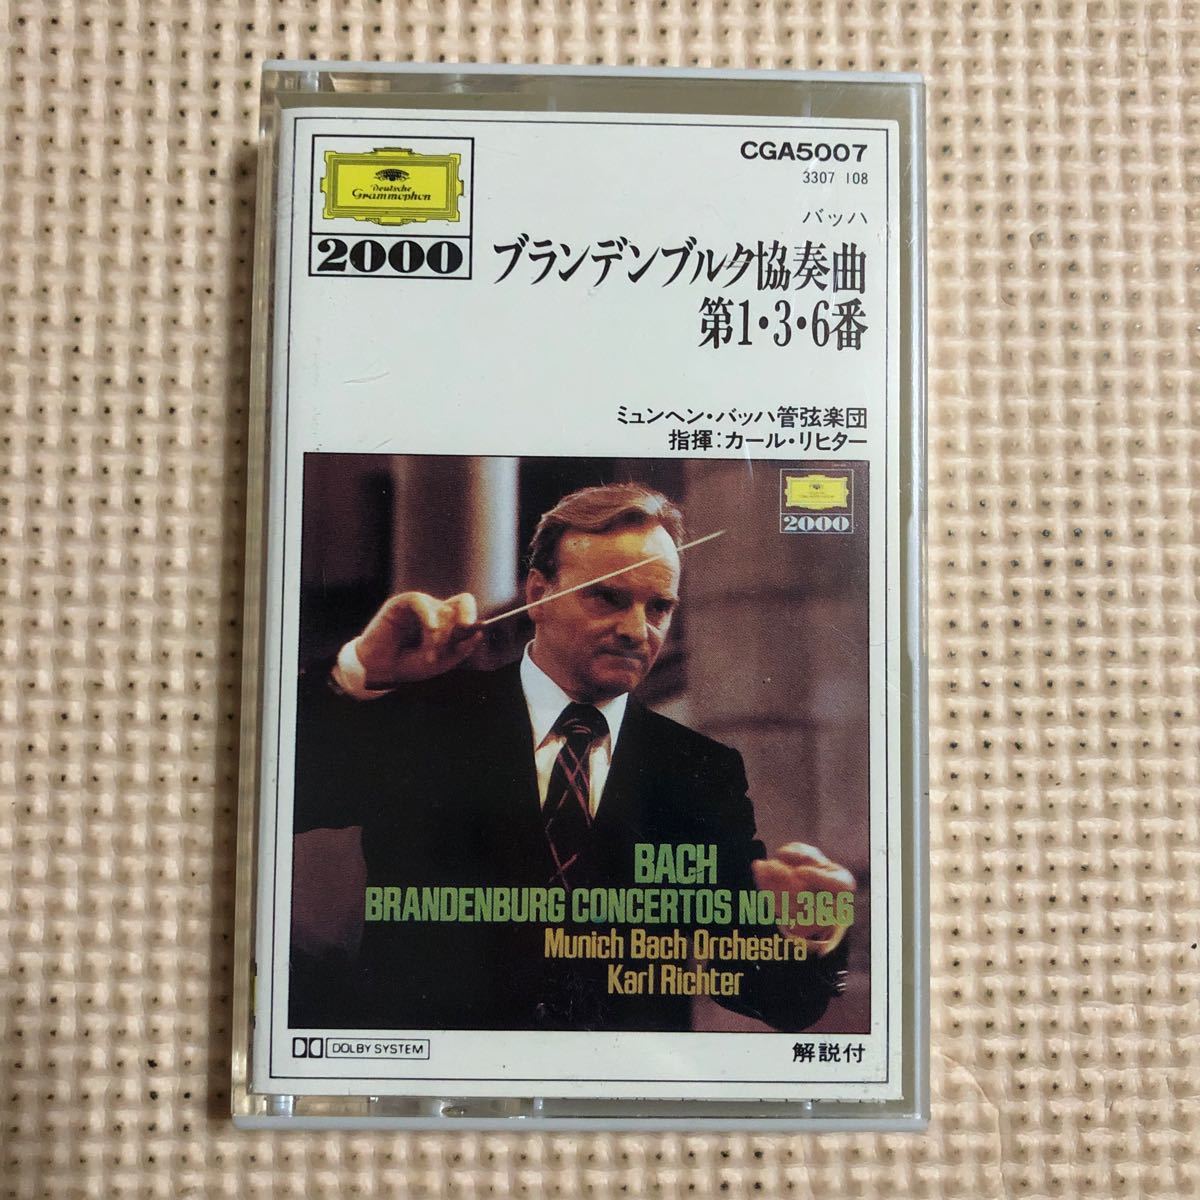 Deutsche
Grammophon
2000
CGA5007
3307 108
バッハ
ブランデンブルク協奏曲
第1・3・6番
ミュンヘン・バッハ管弦楽団
指揮:カール・リヒター
2000
BACH
BRANDENBURG CONCERTOS NO.1,3&6
Munich Bach Orchestra
Karl Richter
DOLBY SYSTEM
解説付